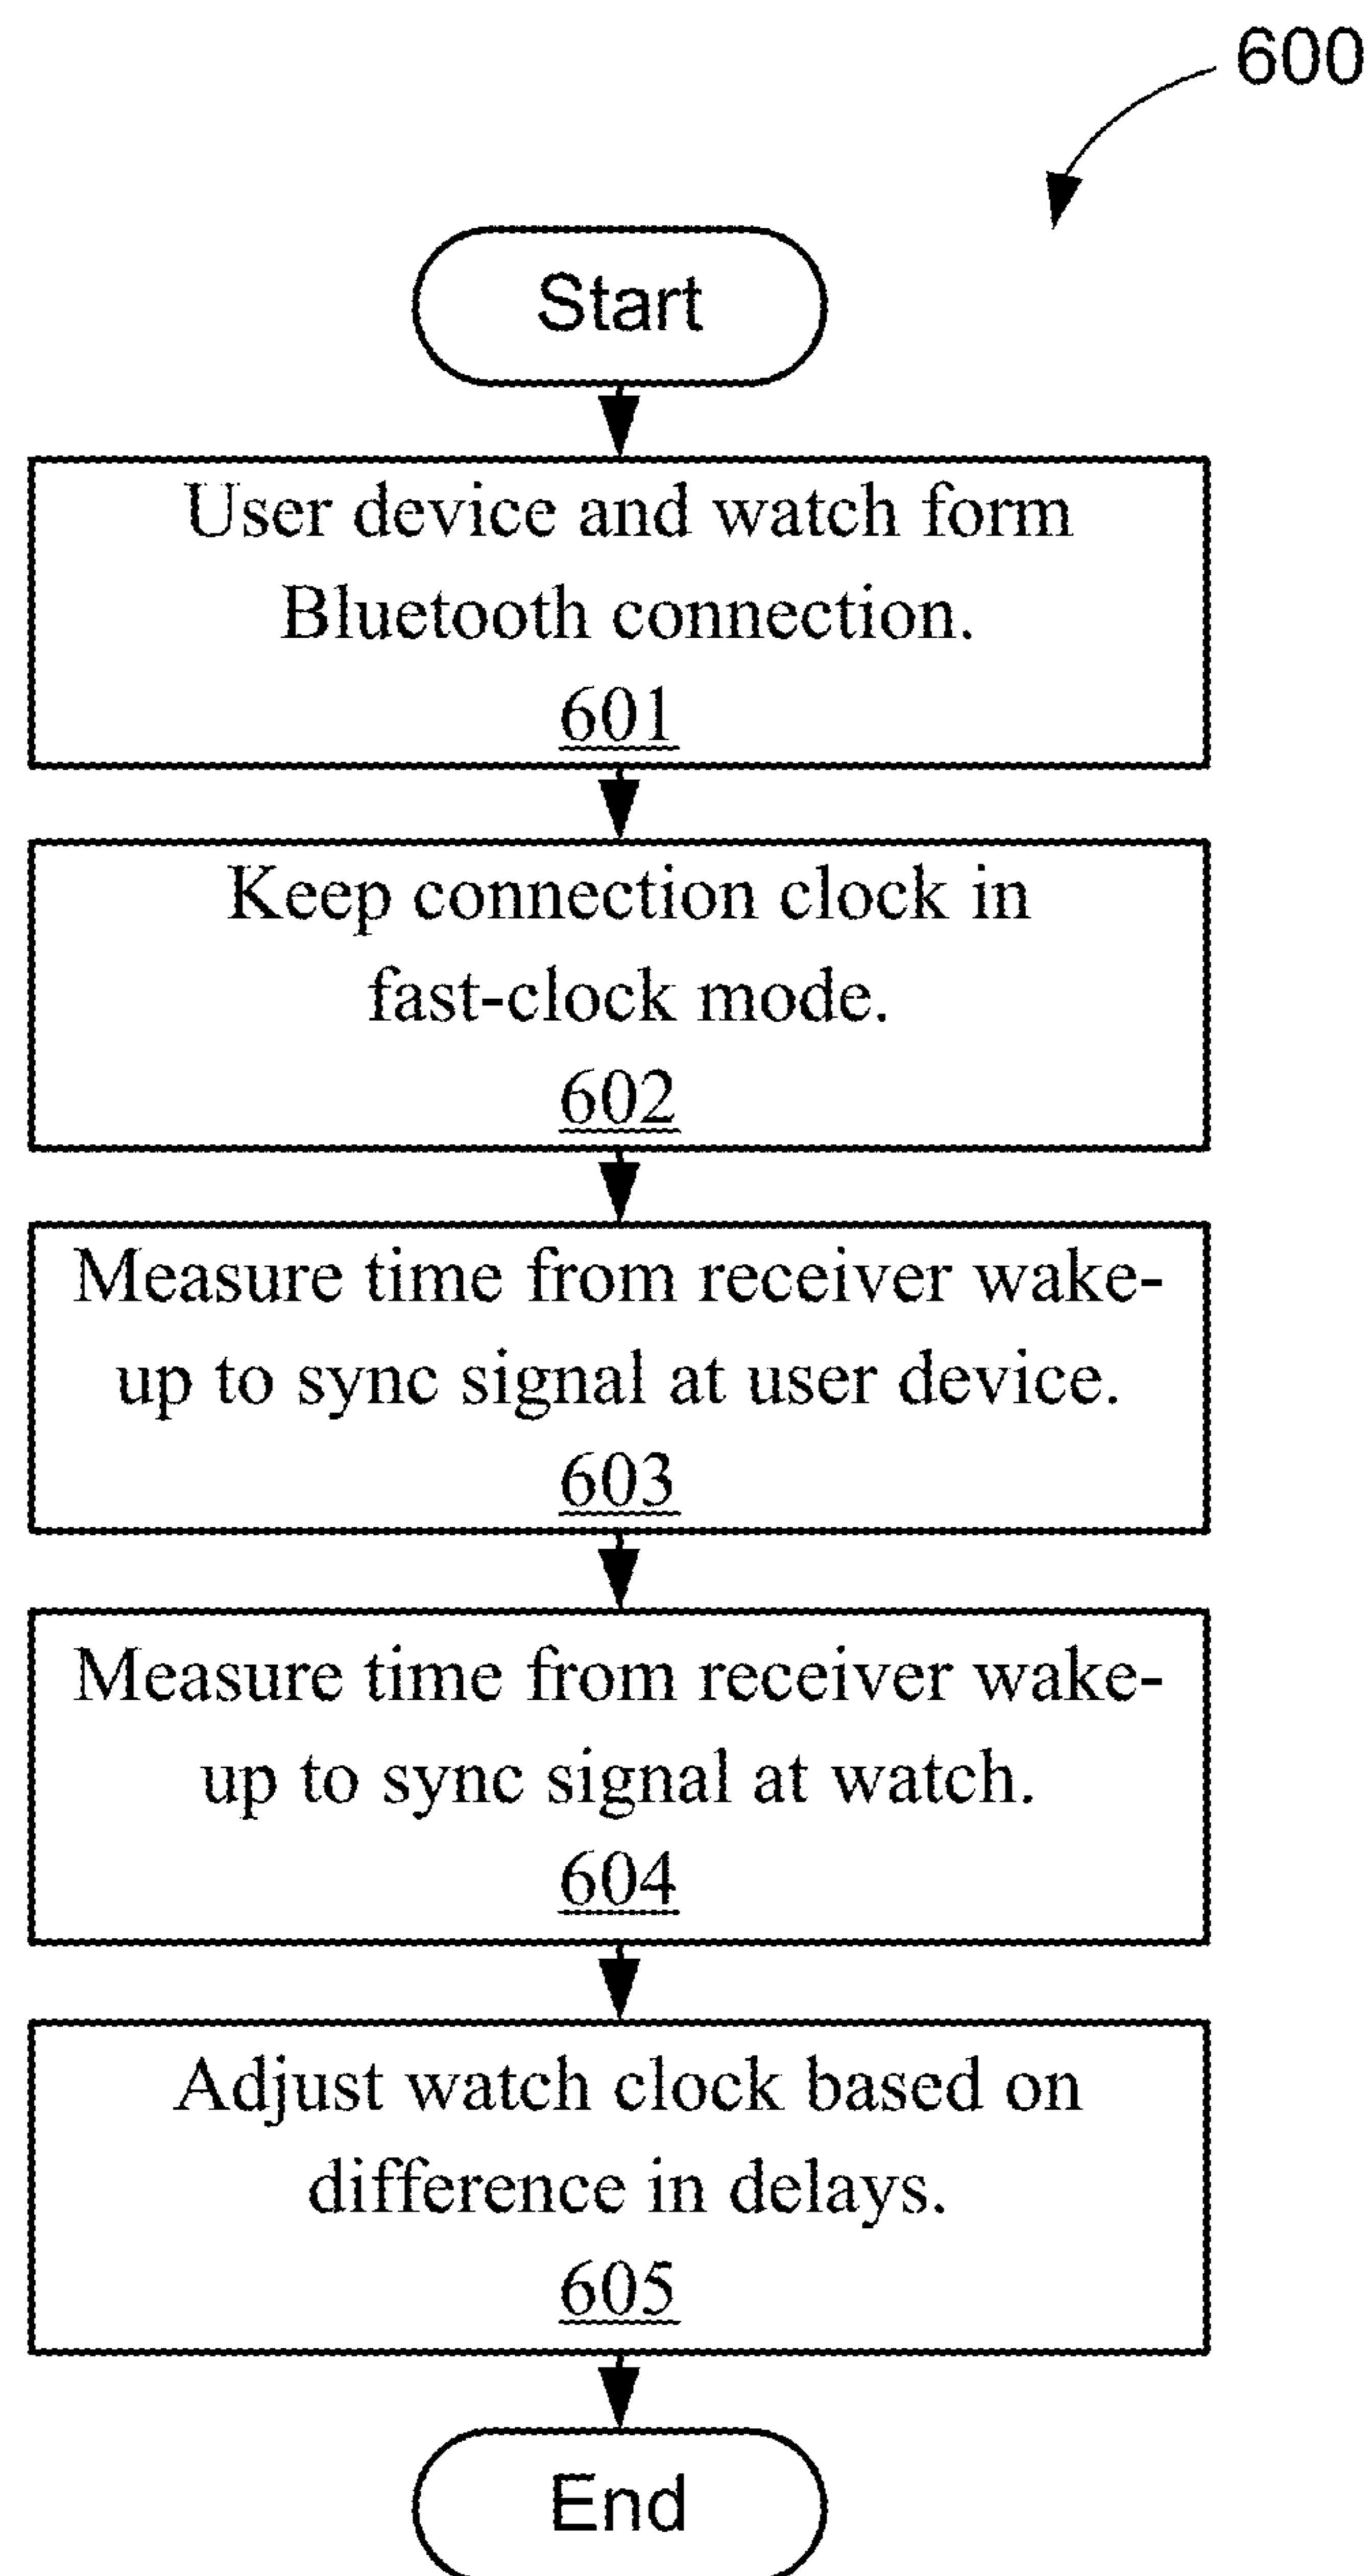 600
Start
User device and watch form
Bluetooth connection.
601
Keep connection clock in
fast-clock mode.
602
Measure time from receiver wake-
up to sync signal at user device.
603
Measure time from receiver wake-
up to sync signal at watch.
604
Adjust watch clock based on
difference in delays.
605
End